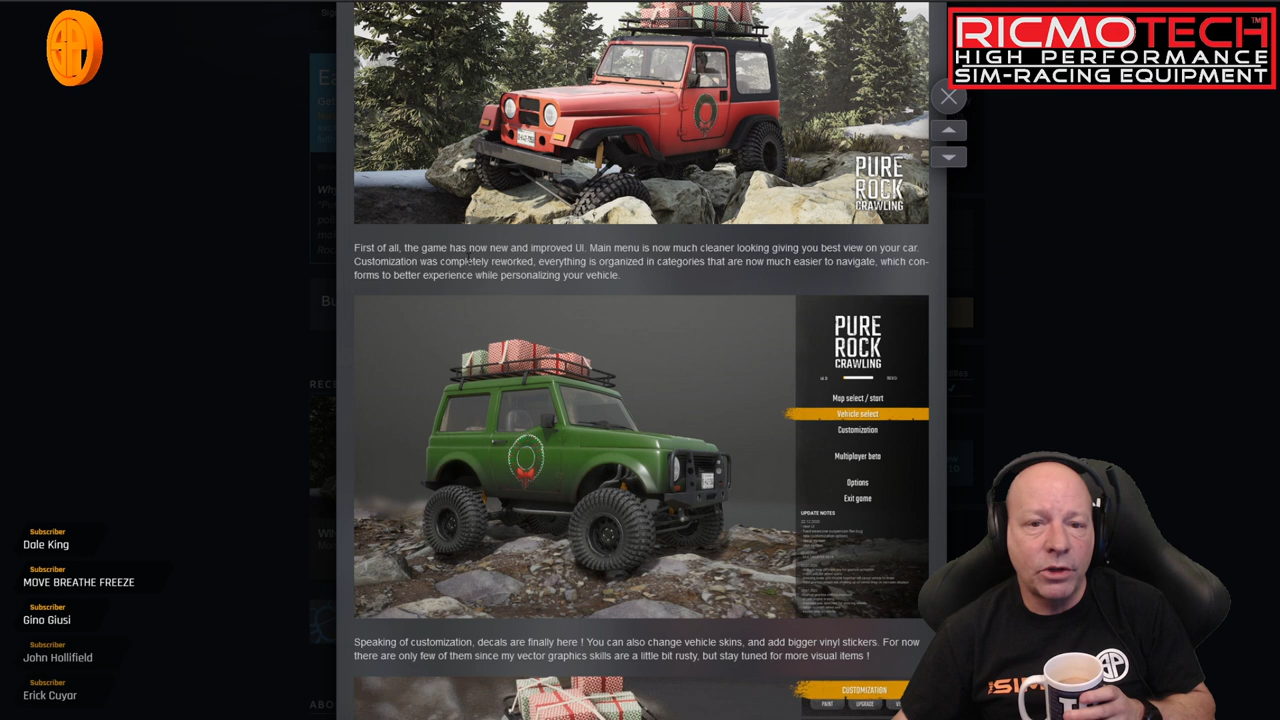 RICMOTECH
HIGH PERFORMANCE
SIM-RACING EQUIPMENT
PURE
ROCK
CRAWLING
First of all, the game has now new and improved UI. Main menu is now much cleaner looking giving you best view on your car.
Customization was completely reworked, everything is organized in categories that are now much easier to navigate, which con-
forms to better experience while personalizing your vehicle.
PURE
ROCK
CRAWLING
Map select / start
Vehicle select
Customization
Multiplayer beta
Options
Exit game
UPDATE NOTES
Speaking of customization, decals are finally here ! You can also change vehicle skins, and add bigger vinyl stickers. For now
there are only few of them since my vector graphics skills are a little bit rusty, but stay tuned for more visual items !
CUSTOMIZATION
PAINT
UPGRADE
Subscriber
Dale King
Subscriber
MOVE BREATHE FREEZE
Subscriber
Gino Giusi
Subscriber
John Hollifield
Subscriber
Erick Cuyar